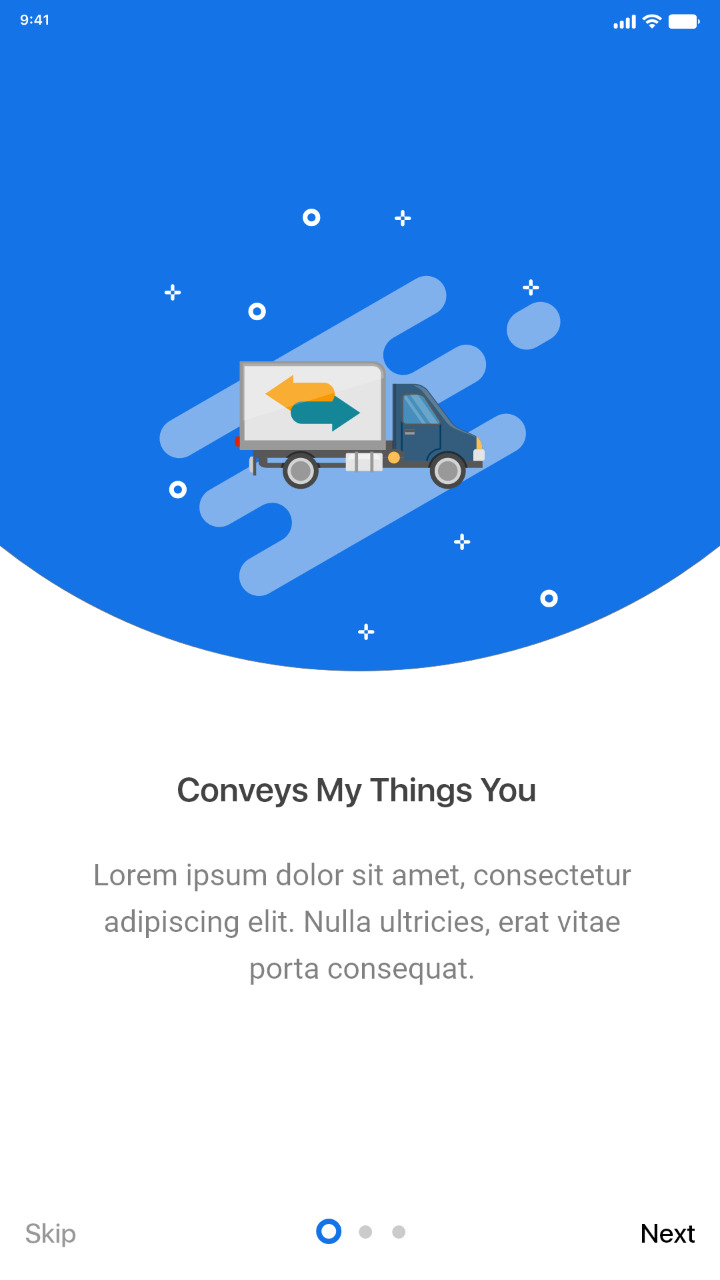 9:41
Conveys My Things You
Lorem ipsum dolor sit amet, consectetur
adipiscing elit. Nulla ultricies, erat vitae
porta consequat.
Skip
Next